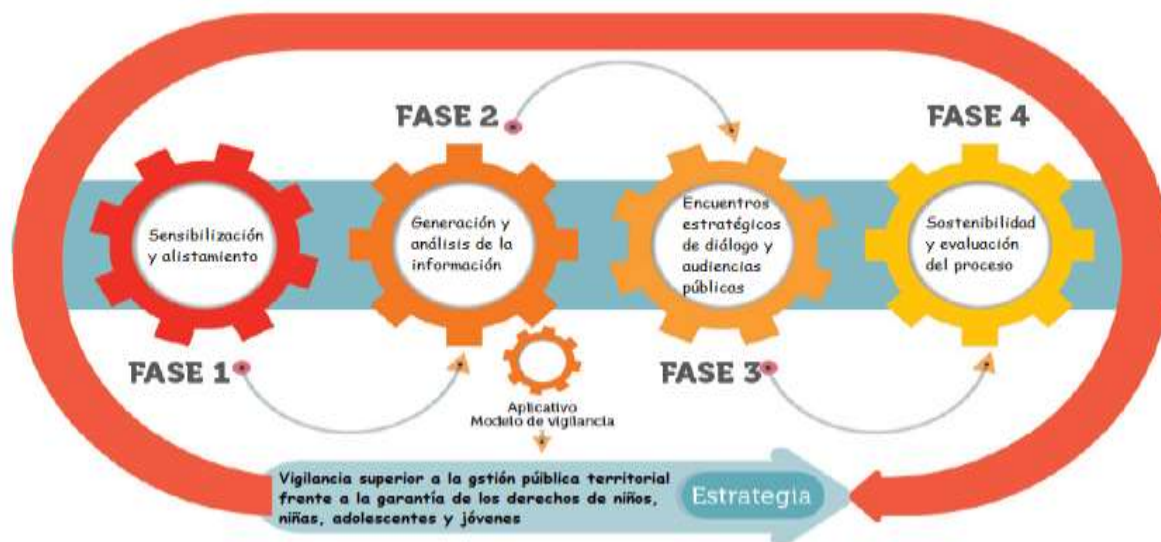 FASE 1
Sensibilización
y alistamiento
FASE 2
Generación y
análisis de la
información
Aplicativo
Modelo de vigilancia
FASE 3
Encuentros
estratégicos
de diálogo y
audiencias
públicas
FASE 4
Sostenibilidad
y evaluación
del proceso
Vigilancia superior a la gstión púiblica territorial
frente a la garantía de los derechos de niños,
niñas, adolescentes y jóvenes
Estrategia